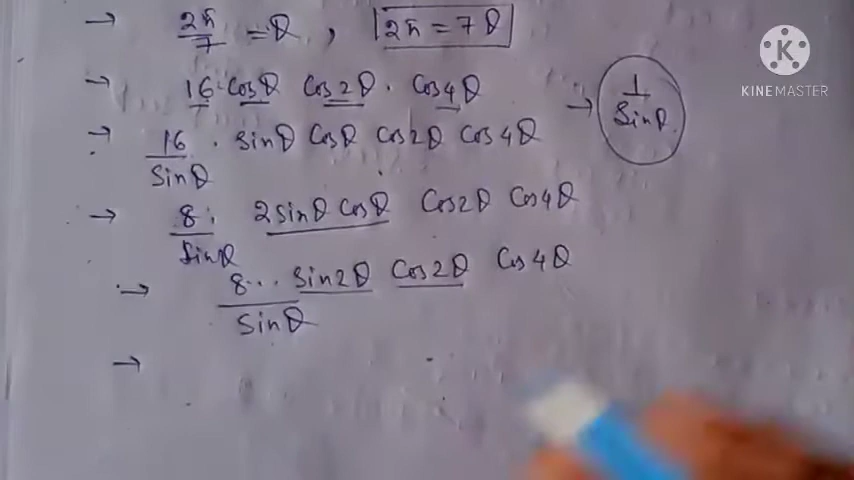 → 2π/7 = θ , 2π = 7θ
→ 16 · cosθ cos2θ · cos4θ → 1/sinθ
→ 16/sinθ · sinθ cosθ cos2θ cos4θ
→ 8/sinθ · 2sinθ cosθ cos2θ cos4θ
→ 8.../sinθ sin2θ cos2θ cos4θ
→
KINEMASTER